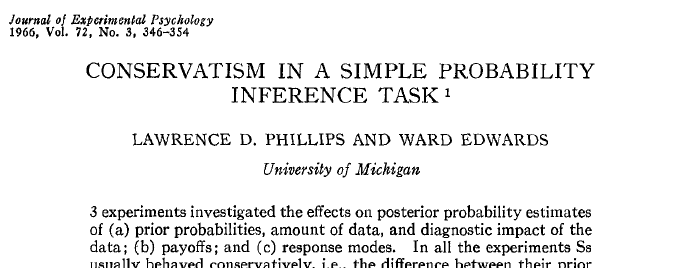 Journal of Experimental Psychology
1966, Vol. 72, No. 3, 346-354
CONSERVATISM IN A SIMPLE PROBABILITY
INFERENCE TASK ¹
LAWRENCE D. PHILLIPS AND WARD EDWARDS
University of Michigan
3 experiments investigated the effects on posterior probability estimates
of (a) prior probabilities, amount of data, and diagnostic impact of the
data; (b) payoffs; and (c) response modes. In all the experiments Ss
usually behaved conservatively, i.e., the difference between their prior